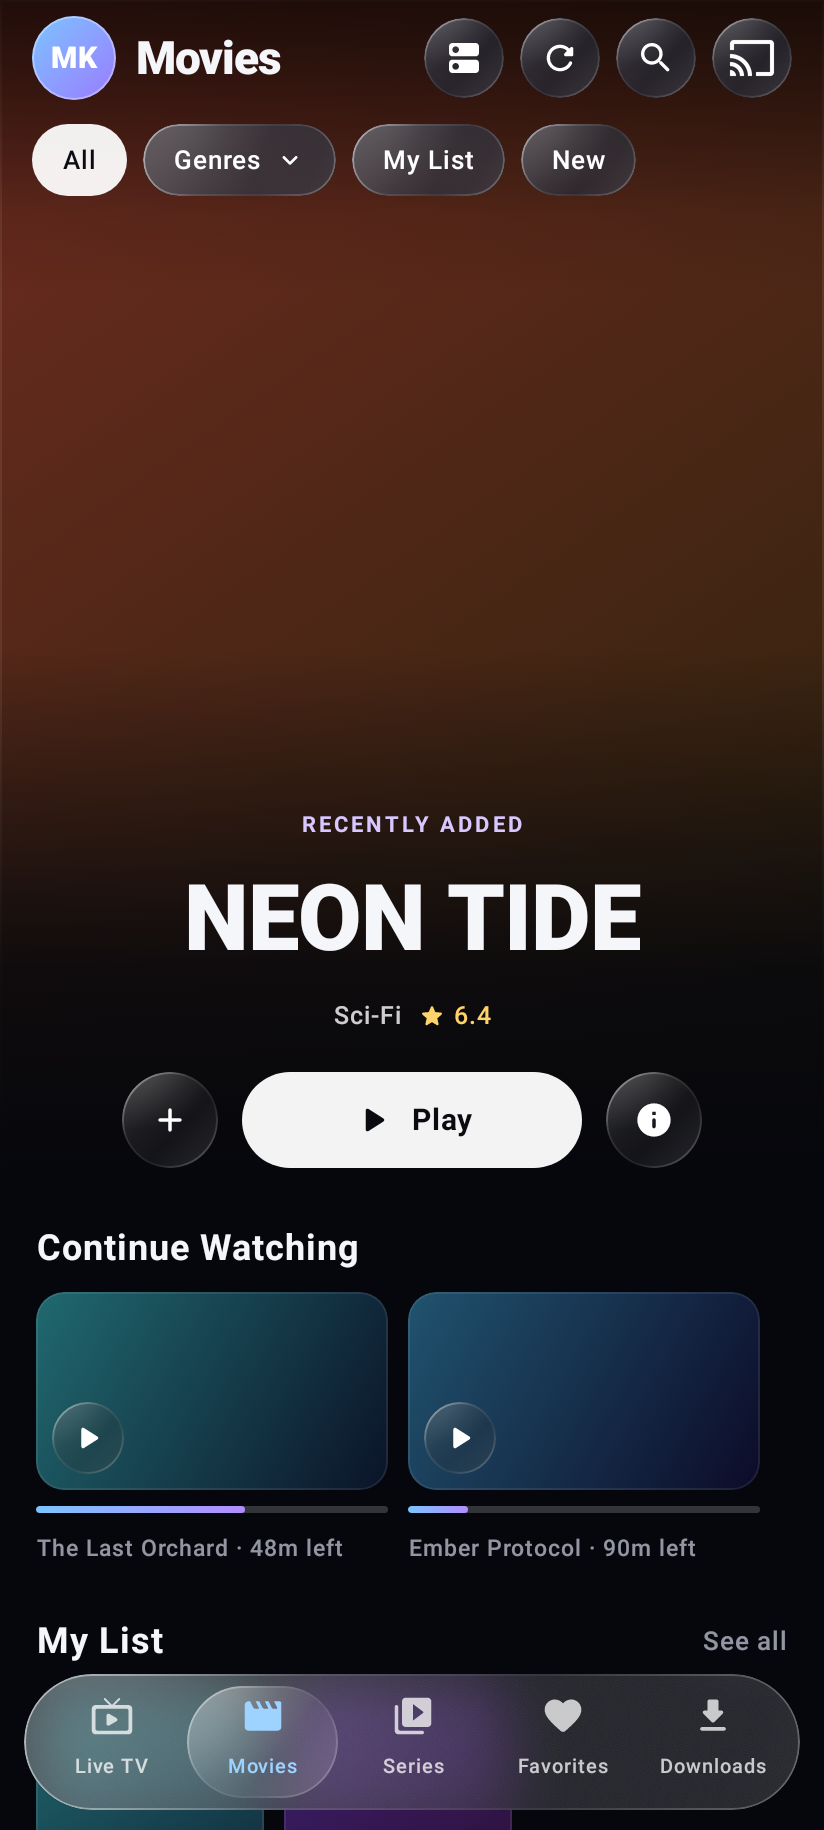 MK Movies
All Genres My List New
RECENTLY ADDED
NEON TIDE
Sci-Fi 6.4
Play
Continue Watching
The Last Orchard · 48m left
Ember Protocol · 90m left
My List See all
Live TV Movies Series Favorites Downloads